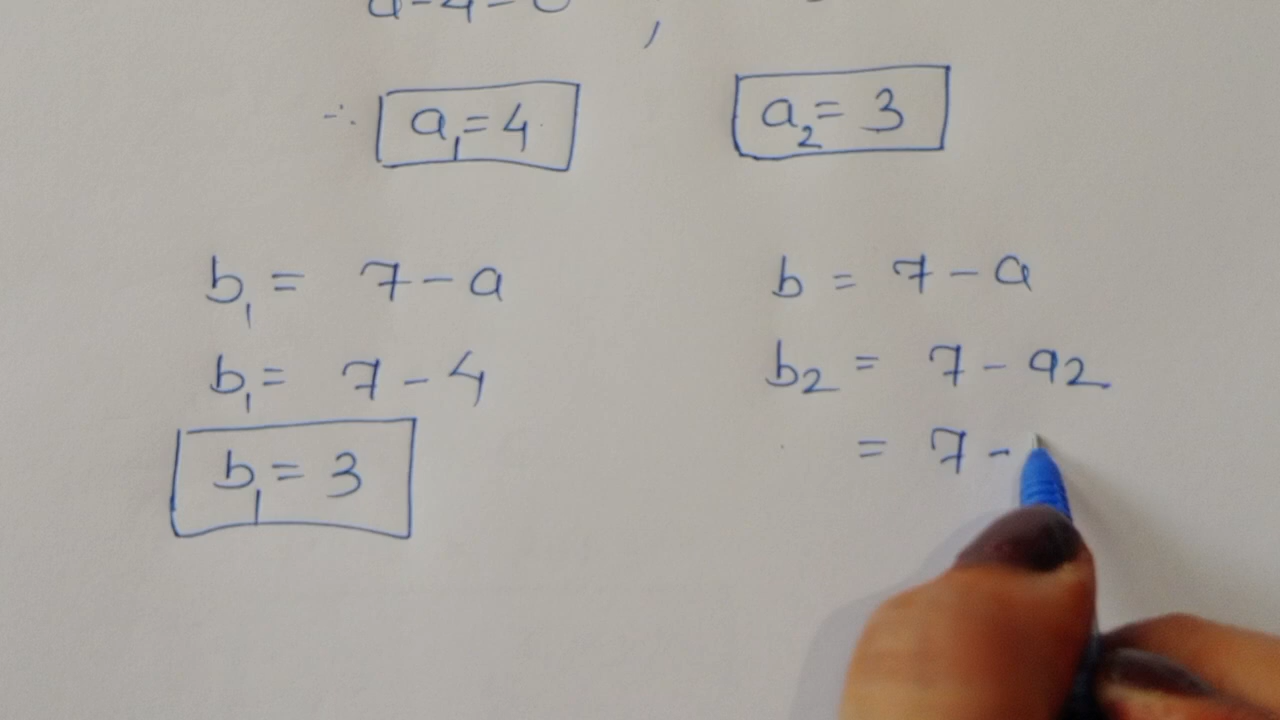 ∴ a₁ = 4 a₂ = 3
b₁ = 7 - a b = 7 - a
b₁ = 7 - 4 b₂ = 7 - a₂
b₁ = 3 = 7 -